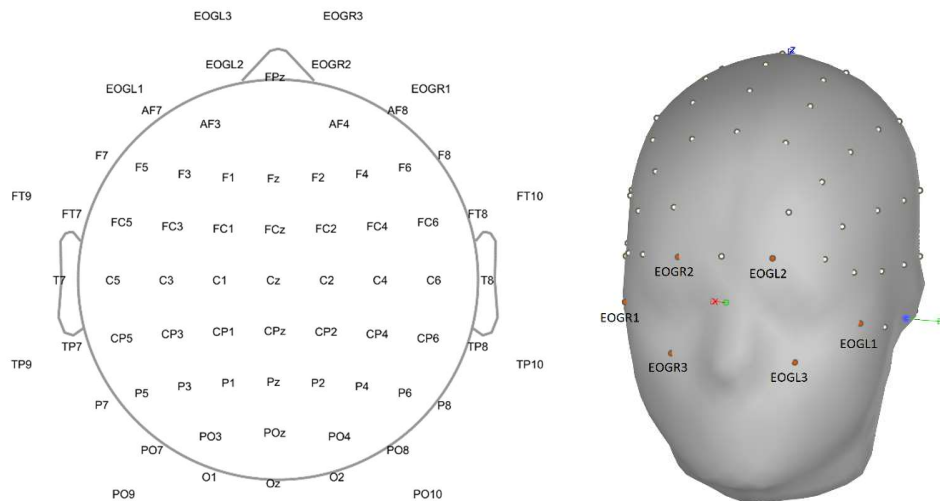 EOGL3 EOGR3
EOGL2 EOGR2
FPz
EOGL1 EOGR1
AF7 AF8
AF3 AF4
F7 F8
F5 F3 F1 Fz F2 F4 F6
FT9 FT10
FT7 FT8
FC5 FC3 FC1 FCz FC2 FC4 FC6
T7 C5 C3 C1 Cz C2 C4 C6 T8
CP5 CP3 CP1 CPz CP2 CP4 CP6
TP7 TP8
TP9 TP10
P5 P3 P1 Pz P2 P4 P6
P7 P8
PO3 POz PO4
PO7 PO8
O1 Oz O2
PO9 PO10
Z
EOGR2 EOGL2
EOGR1
EOGL1
EOGR3 EOGL3